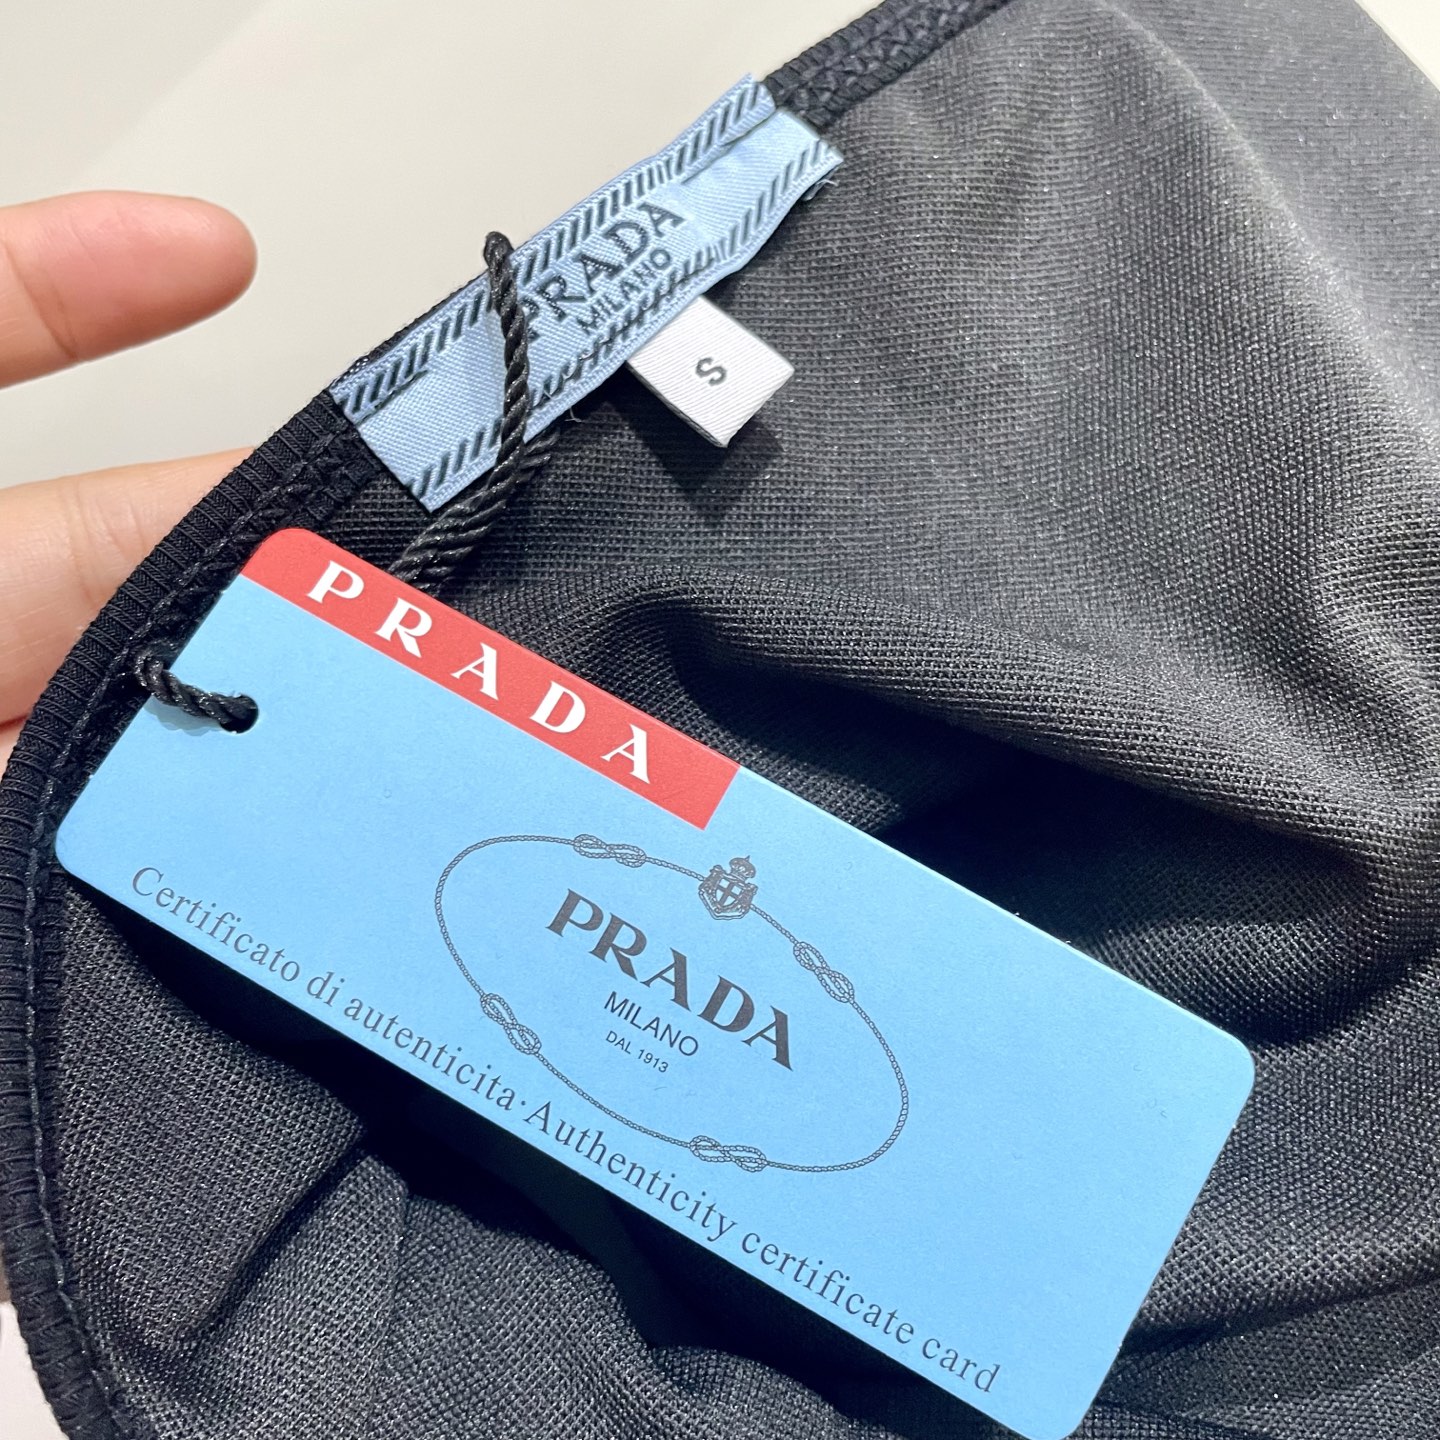 PRADA
MILANO
S
PRADA
PRADA
MILANO
DAL 1913
Certificato di autenticita·Authenticity certificate card